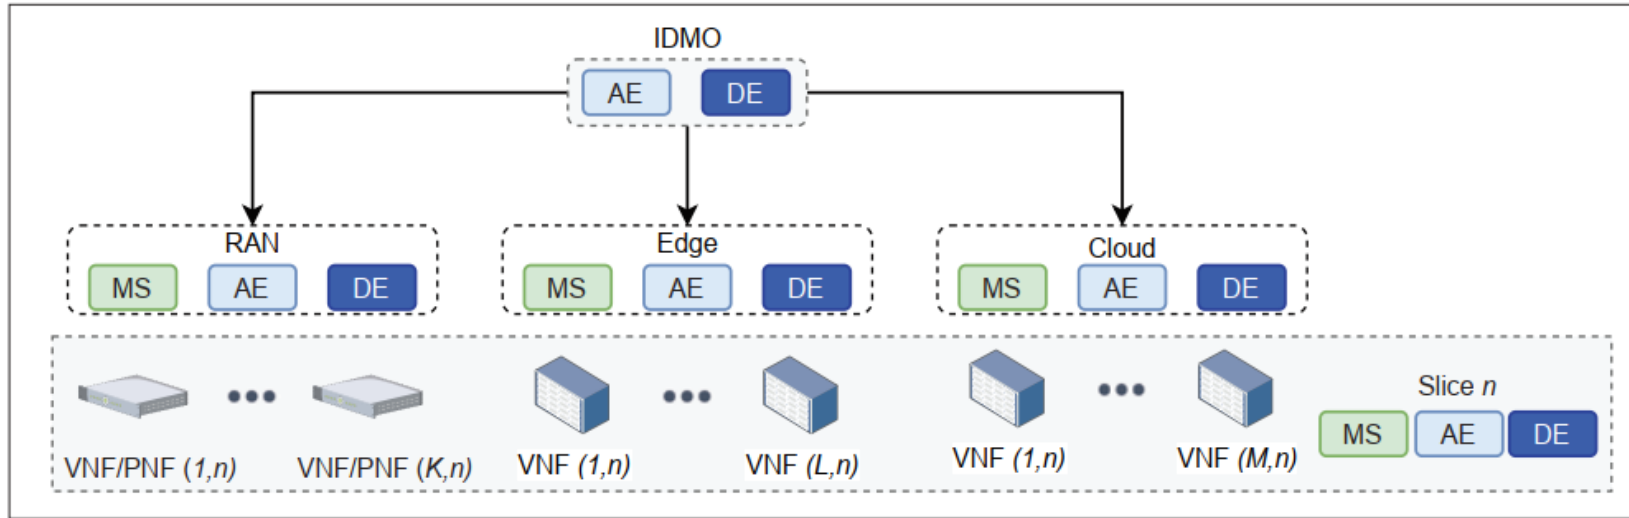 IDMO
AE DE
RAN
MS AE DE
Edge
MS AE DE
Cloud
MS AE DE
VNF/PNF (1,n)
VNF/PNF (K,n)
VNF (1,n)
VNF (L,n)
VNF (1,n)
VNF (M,n)
Slice n
MS AE DE